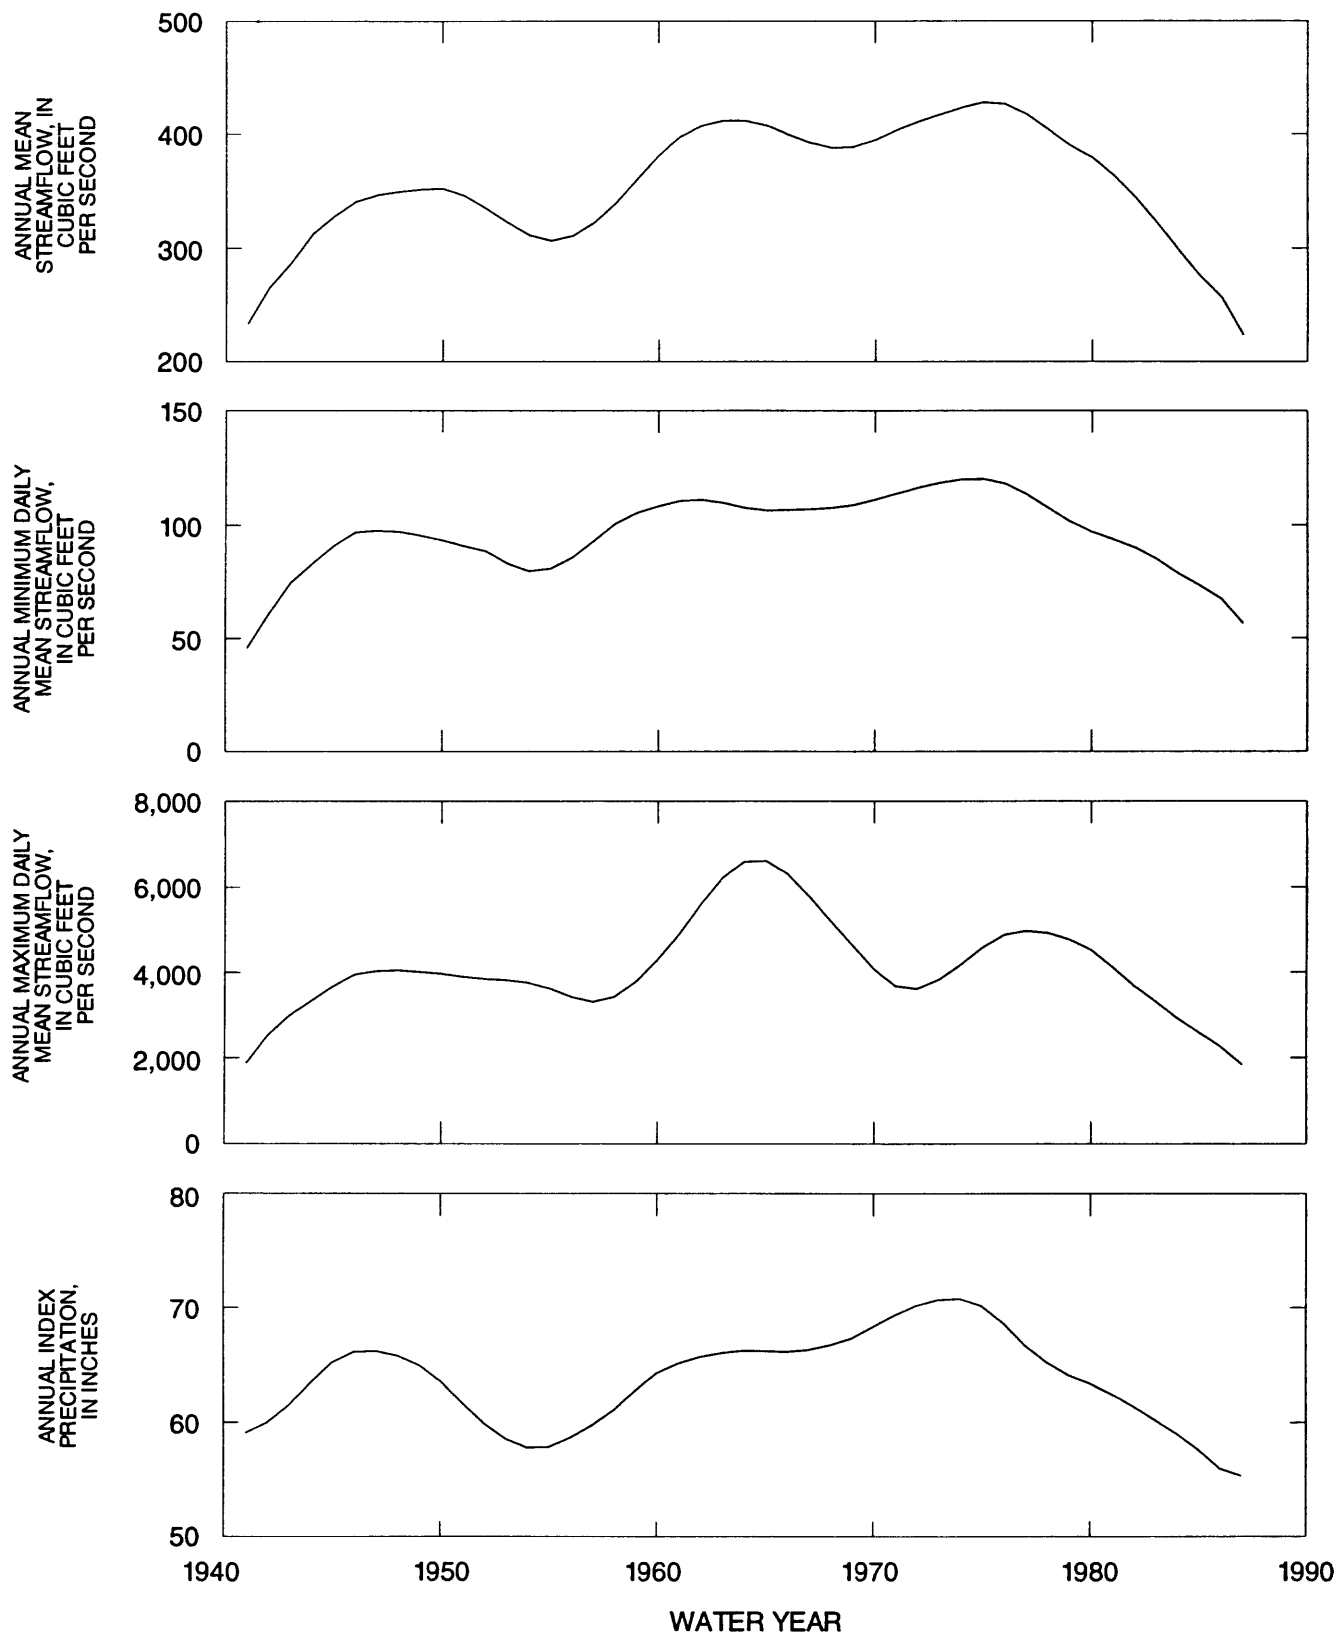 ANNUAL MEAN
STREAMFLOW, IN
CUBIC FEET
PER SECOND
500
400
300
200
ANNUAL MINIMUM DAILY
MEAN STREAMFLOW,
IN CUBIC FEET
PER SECOND
150
100
50
0
ANNUAL MAXIMUM DAILY
MEAN STREAMFLOW,
IN CUBIC FEET
PER SECOND
8,000
6,000
4,000
2,000
0
ANNUAL INDEX
PRECIPITATION,
IN INCHES
80
70
60
50
1940 1950 1960 1970 1980 1990
WATER YEAR